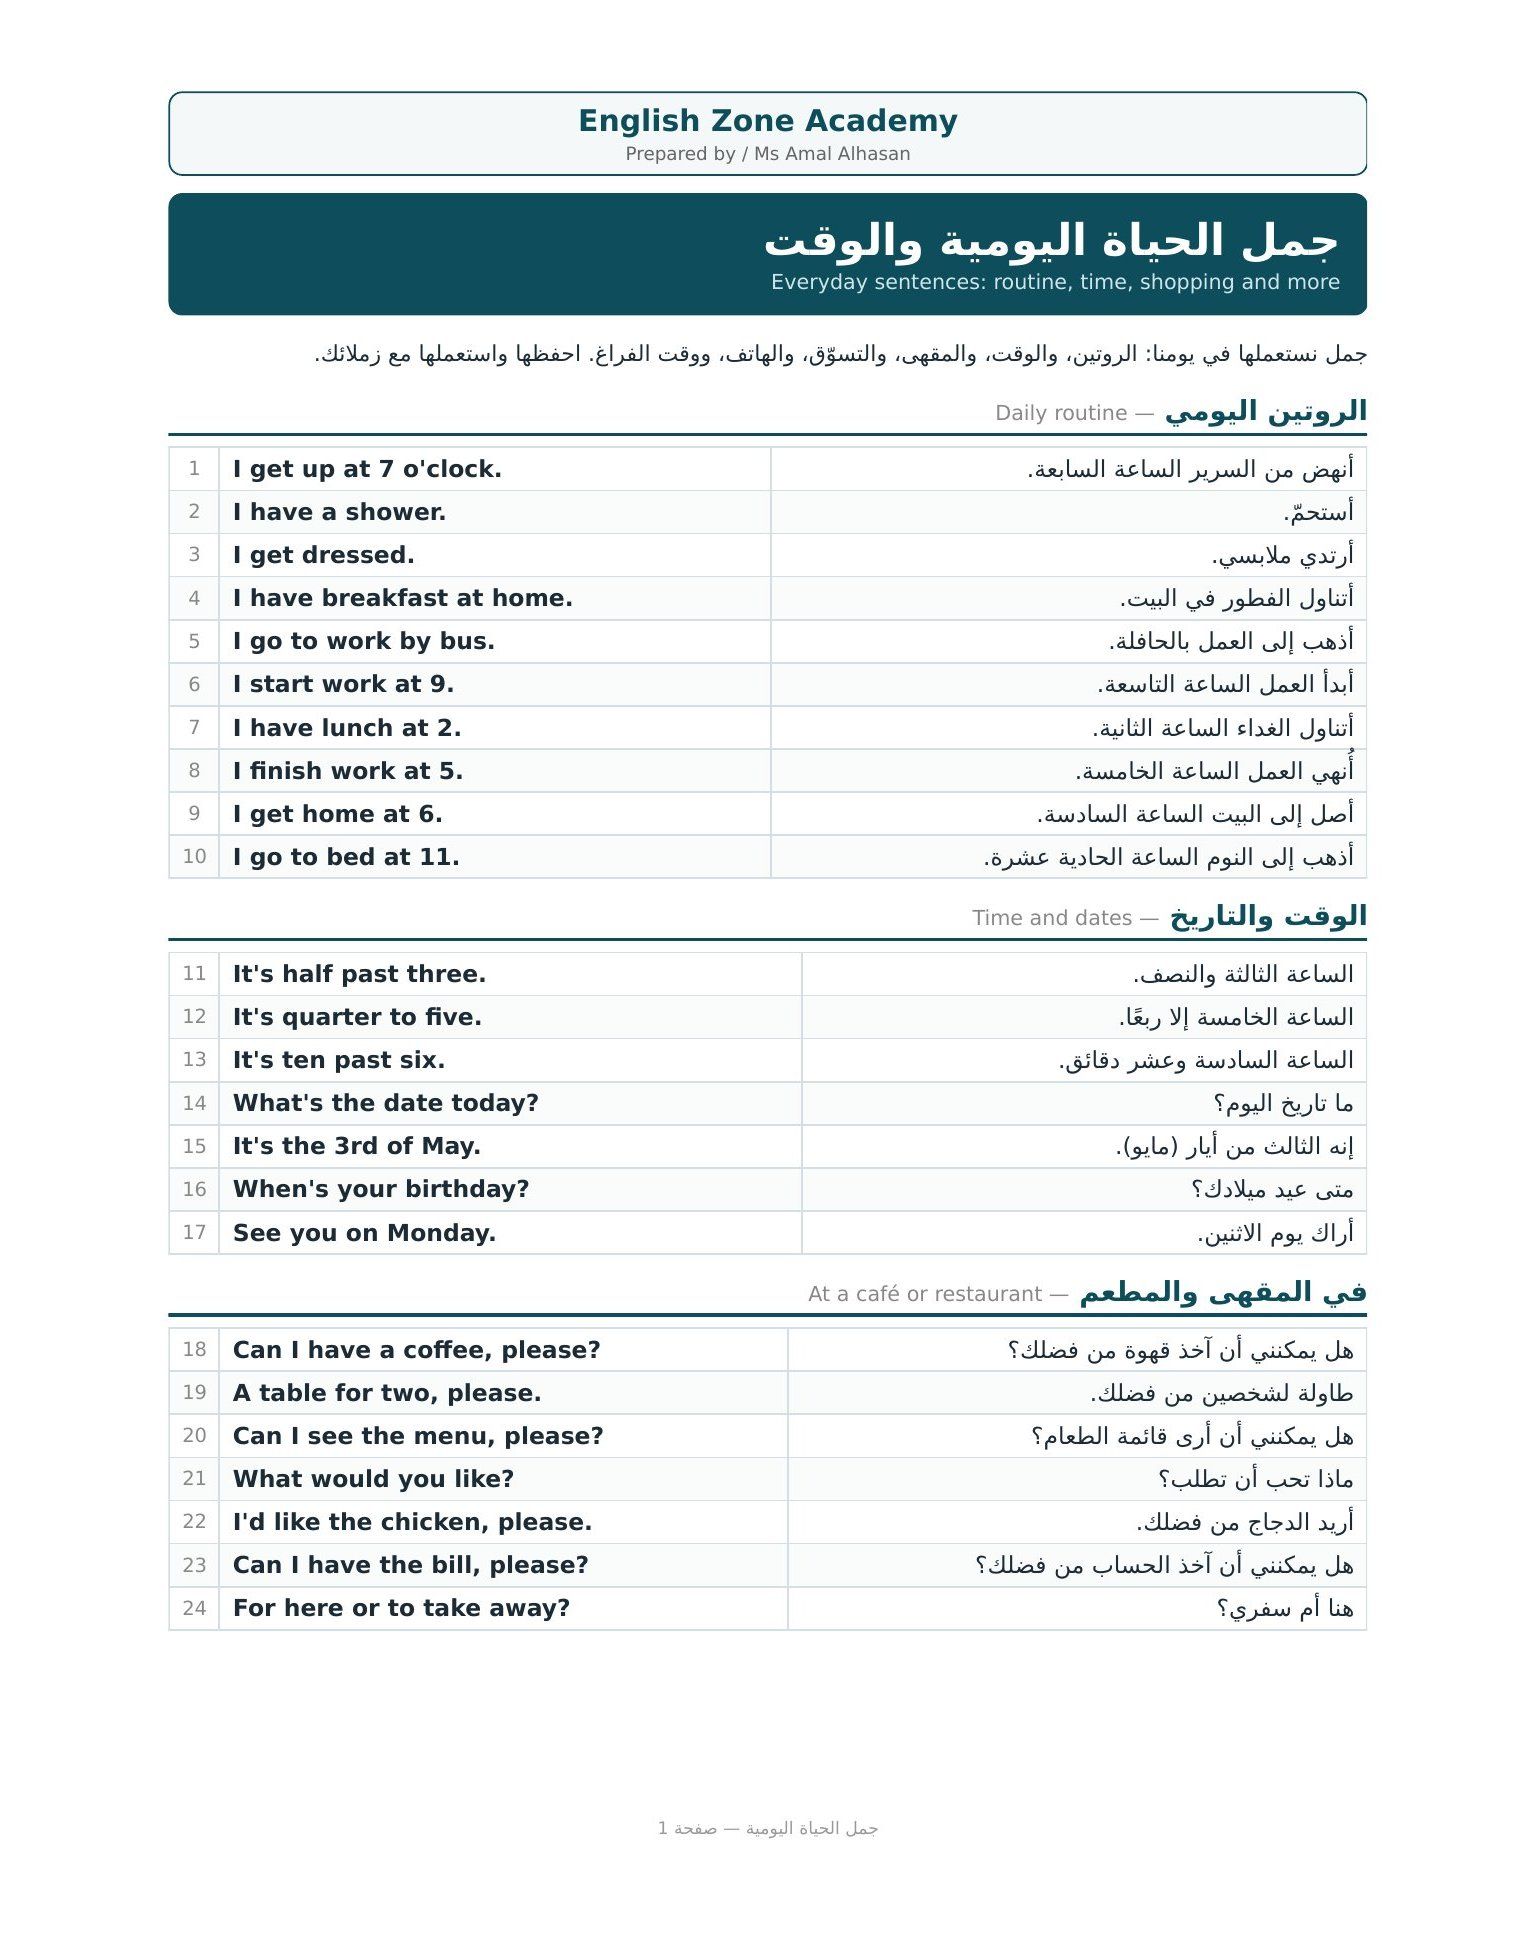 English Zone Academy
Prepared by / Ms Amal Alhasan
جمل الحياة اليومية والوقت
Everyday sentences: routine, time, shopping and more
جمل نستعملها في يومنا: الروتين، والوقت، والمقهى، والتسوّق، والهاتف، ووقت الفراغ. احفظها واستعملها مع زملائك.
الروتين اليومي — Daily routine
1 I get up at 7 o'clock. أنهض من السرير الساعة السابعة.
2 I have a shower. أستحمّ.
3 I get dressed. أرتدي ملابسي.
4 I have breakfast at home. أتناول الفطور في البيت.
5 I go to work by bus. أذهب إلى العمل بالحافلة.
6 I start work at 9. أبدأ العمل الساعة التاسعة.
7 I have lunch at 2. أتناول الغداء الساعة الثانية.
8 I finish work at 5. أُنهي العمل الساعة الخامسة.
9 I get home at 6. أصل إلى البيت الساعة السادسة.
10 I go to bed at 11. أذهب إلى النوم الساعة الحادية عشرة.
الوقت والتاريخ — Time and dates
11 It's half past three. الساعة الثالثة والنصف.
12 It's quarter to five. الساعة الخامسة إلا ربعًا.
13 It's ten past six. الساعة السادسة وعشر دقائق.
14 What's the date today? ما تاريخ اليوم؟
15 It's the 3rd of May. إنه الثالث من أيار (مايو).
16 When's your birthday? متى عيد ميلادك؟
17 See you on Monday. أراك يوم الاثنين.
في المقهى والمطعم — At a café or restaurant
18 Can I have a coffee, please? هل يمكنني أن آخذ قهوة من فضلك؟
19 A table for two, please. طاولة لشخصين من فضلك.
20 Can I see the menu, please? هل يمكنني أن أرى قائمة الطعام؟
21 What would you like? ماذا تحب أن تطلب؟
22 I'd like the chicken, please. أريد الدجاج من فضلك.
23 Can I have the bill, please? هل يمكنني أن آخذ الحساب من فضلك؟
24 For here or to take away? هنا أم سفري؟
جمل الحياة اليومية — صفحة 1